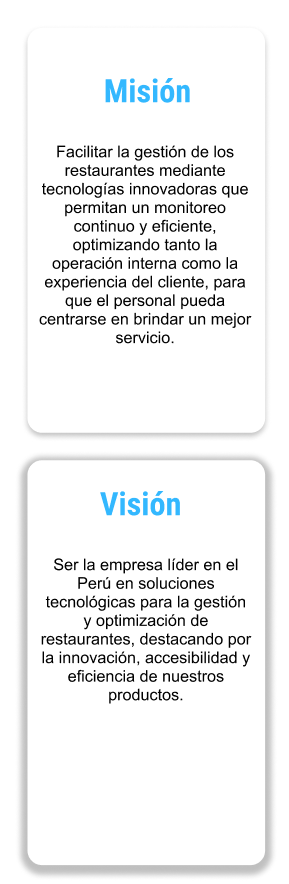 Misión
Facilitar la gestión de los
restaurantes mediante
tecnologías innovadoras que
permitan un monitoreo
continuo y eficiente,
optimizando tanto la
operación interna como la
experiencia del cliente, para
que el personal pueda
centrarse en brindar un mejor
servicio.
Visión
Ser la empresa líder en el
Perú en soluciones
tecnológicas para la gestión
y optimización de
restaurantes, destacando por
la innovación, accesibilidad y
eficiencia de nuestros
productos.